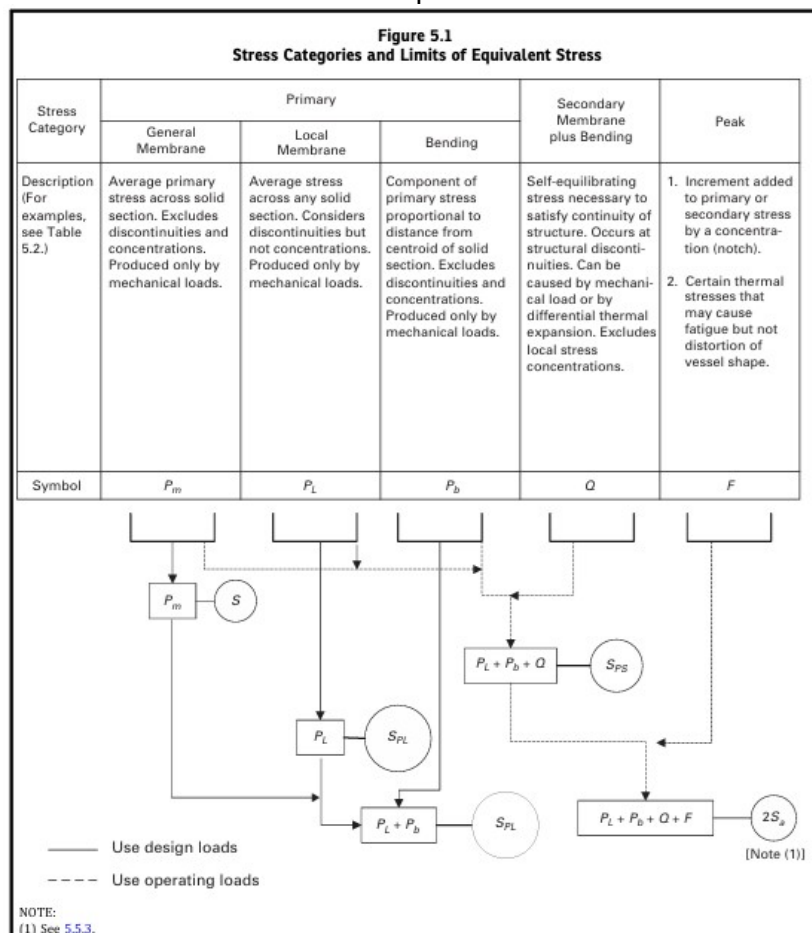 Figure 5.1
Stress Categories and Limits of Equivalent Stress
Stress
Category
Primary
General
Membrane
Local
Membrane
Bending
Secondary
Membrane
plus Bending
Peak
Description
(For
examples,
see Table
5.2.)
Average primary
stress across solid
section. Excludes
discontinuities and
concentrations.
Produced only by
mechanical loads.
Average stress
across any solid
section. Considers
discontinuities but
not concentrations.
Produced only by
mechanical loads.
Component of
primary stress
proportional to
distance from
centroid of solid
section. Excludes
discontinuities and
concentrations.
Produced only by
mechanical loads.
Self-equilibrating
stress necessary to
satisfy continuity of
structure. Occurs at
structural disconti-
nuities. Can be
caused by mechani-
cal load or by
differential thermal
expansion. Excludes
local stress
concentrations.
1. Increment added
to primary or
secondary stress
by a concentra-
tion (notch).
2. Certain thermal
stresses that
may cause
fatigue but not
distortion of
vessel shape.
Symbol
Pm
PL
Pb
Q
F
Pm
S
PL + Pb + Q
SPS
PL
SPL
PL + Pb
SPL
PL + Pb + Q + F
2Sa
[Note (1)]
Use design loads
Use operating loads
NOTE:
(1) See 5.5.3.